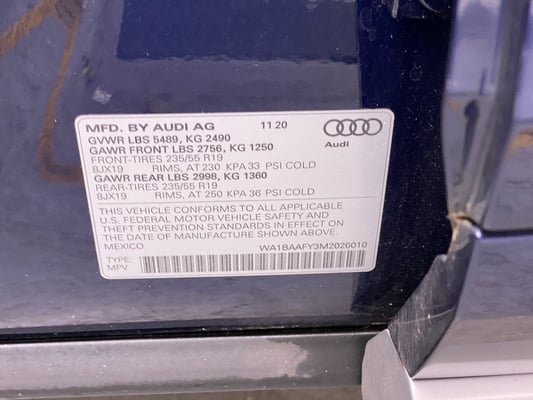 MFD. BY AUDI AG 11 20
GVWR LBS 5489, KG 2490
GAWR FRONT LBS 2756, KG 1250
FRONT-TIRES 235/55 R19
8JX19 RIMS, AT 230 KPA 33 PSI COLD
GAWR REAR LBS 2998, KG 1360
REAR-TIRES 235/55 R19
8JX19 RIMS, AT 250 KPA 36 PSI COLD
Audi
THIS VEHICLE CONFORMS TO ALL APPLICABLE
U.S. FEDERAL MOTOR VEHICLE SAFETY AND
THEFT PREVENTION STANDARDS IN EFFECT ON
THE DATE OF MANUFACTURE SHOWN ABOVE.
MEXICO WA1BAAFY3M2026010
TYPE:
MPV